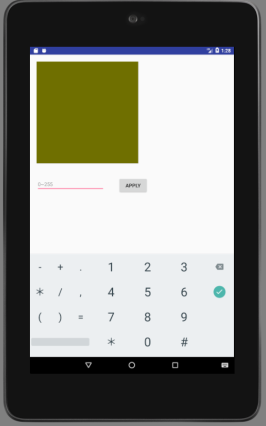 1:28
0-255
APPLY
- + . 1 2 3
* / , 4 5 6
( ) = 7 8 9
* 0 #